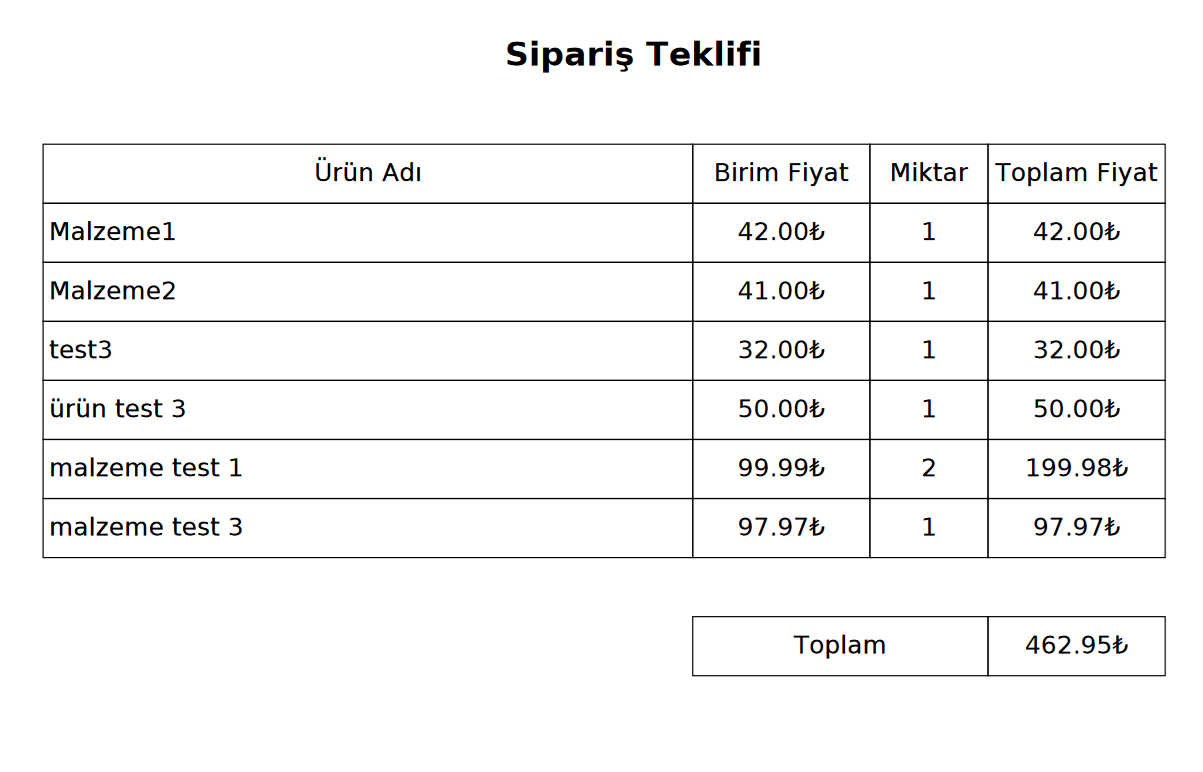 Sipariş Teklifi
Ürün Adı Birim Fiyat Miktar Toplam Fiyat
Malzeme1 42.00₺ 1 42.00₺
Malzeme2 41.00₺ 1 41.00₺
test3 32.00₺ 1 32.00₺
ürün test 3 50.00₺ 1 50.00₺
malzeme test 1 99.99₺ 2 199.98₺
malzeme test 3 97.97₺ 1 97.97₺
Toplam 462.95₺